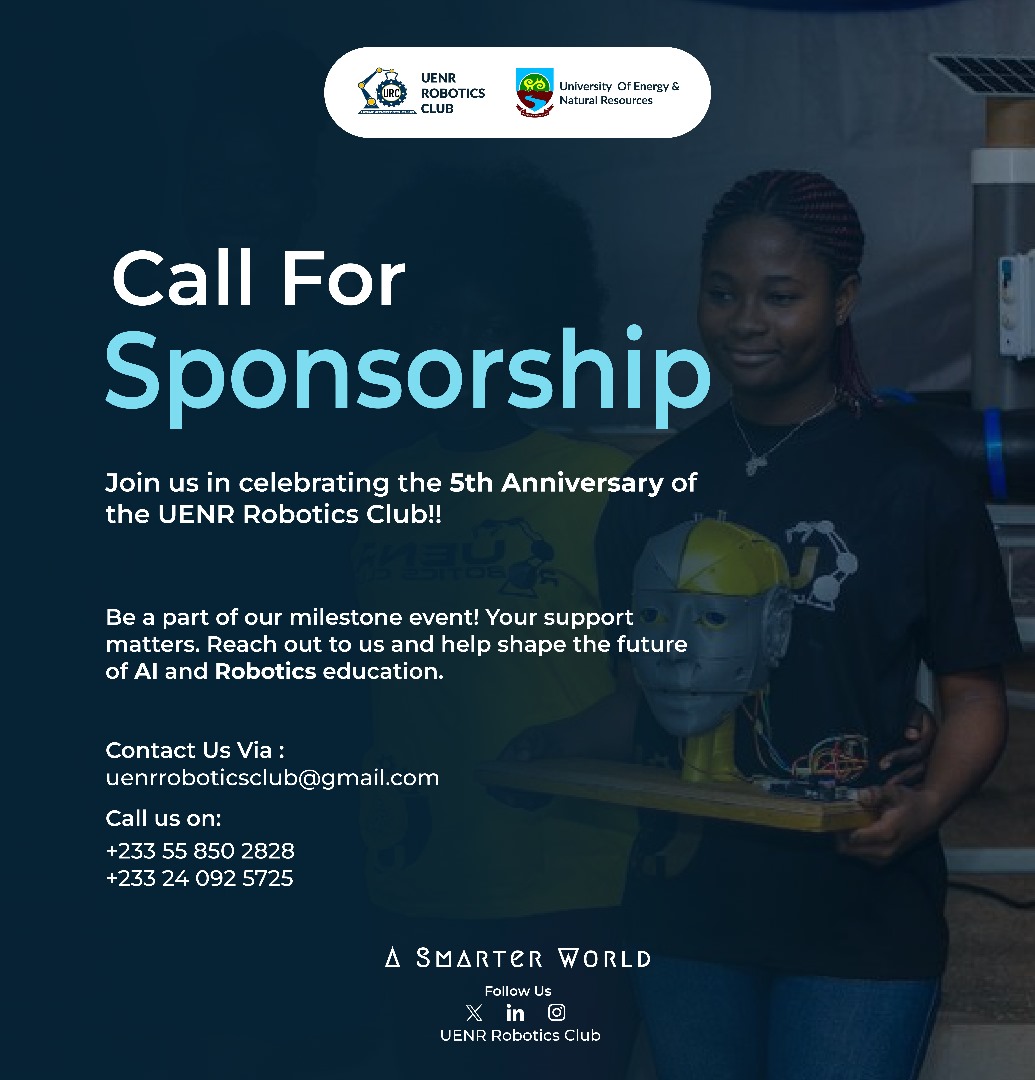 URC
UENR
ROBOTICS
CLUB
University Of Energy &
Natural Resources
Call For
Sponsorship
Join us in celebrating the 5th Anniversary of
the UENR Robotics Club!!
Be a part of our milestone event! Your support
matters. Reach out to us and help shape the future
of AI and Robotics education.
Contact Us Via :
uenrroboticsclub@gmail.com
Call us on:
+233 55 850 2828
+233 24 092 5725
A SMARTER WORLD
Follow Us
UENR Robotics Club